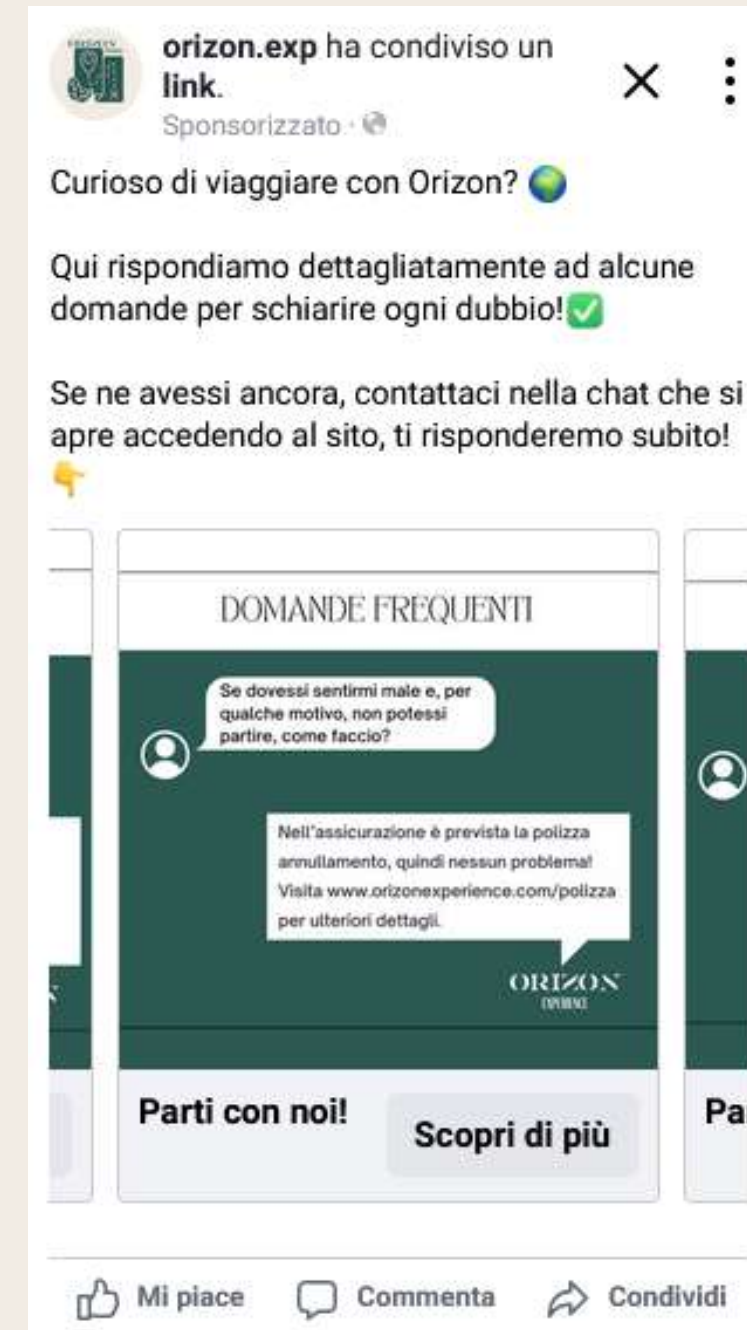 orizon.exp ha condiviso un
link.
Sponsorizzato ·
Curioso di viaggiare con Orizon? 🌍
Qui rispondiamo dettagliatamente ad alcune
domande per schiarire ogni dubbio!✅
Se ne avessi ancora, contattaci nella chat che si
apre accedendo al sito, ti risponderemo subito!
👇
DOMANDE FREQUENTI
Se dovessi sentirmi male e, per
qualche motivo, non potessi
partire, come faccio?
Nell'assicurazione è prevista la polizza
annullamento, quindi nessun problema!
Visita www.orizonexperience.com/polizza
per ulteriori dettagli.
ORIZON
EXPERIENCE
Parti con noi!
Scopri di più
Pa
Mi piace
Commenta
Condividi